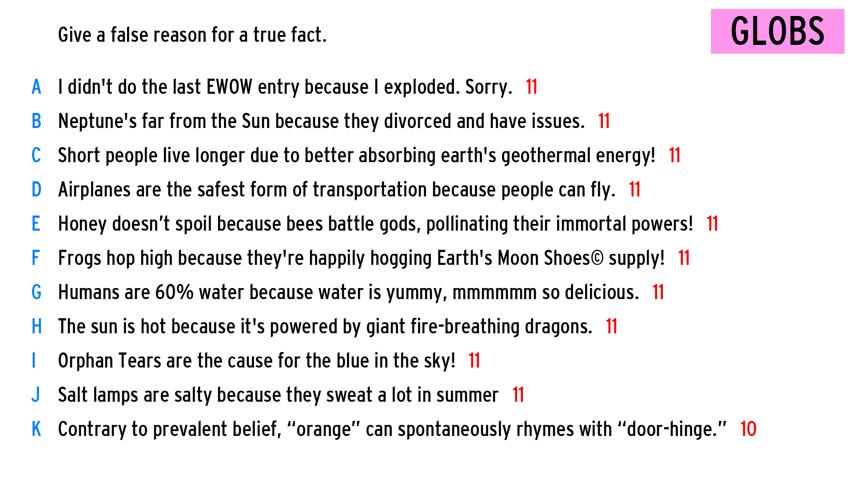 Give a false reason for a true fact.
GLOBS
A I didn't do the last EWOW entry because I exploded. Sorry. 11
B Neptune's far from the Sun because they divorced and have issues. 11
C Short people live longer due to better absorbing earth's geothermal energy! 11
D Airplanes are the safest form of transportation because people can fly. 11
E Honey doesn’t spoil because bees battle gods, pollinating their immortal powers! 11
F Frogs hop high because they're happily hogging Earth's Moon Shoes© supply! 11
G Humans are 60% water because water is yummy, mmmmmm so delicious. 11
H The sun is hot because it's powered by giant fire-breathing dragons. 11
I Orphan Tears are the cause for the blue in the sky! 11
J Salt lamps are salty because they sweat a lot in summer 11
K Contrary to prevalent belief, “orange” can spontaneously rhymes with “door-hinge.” 10